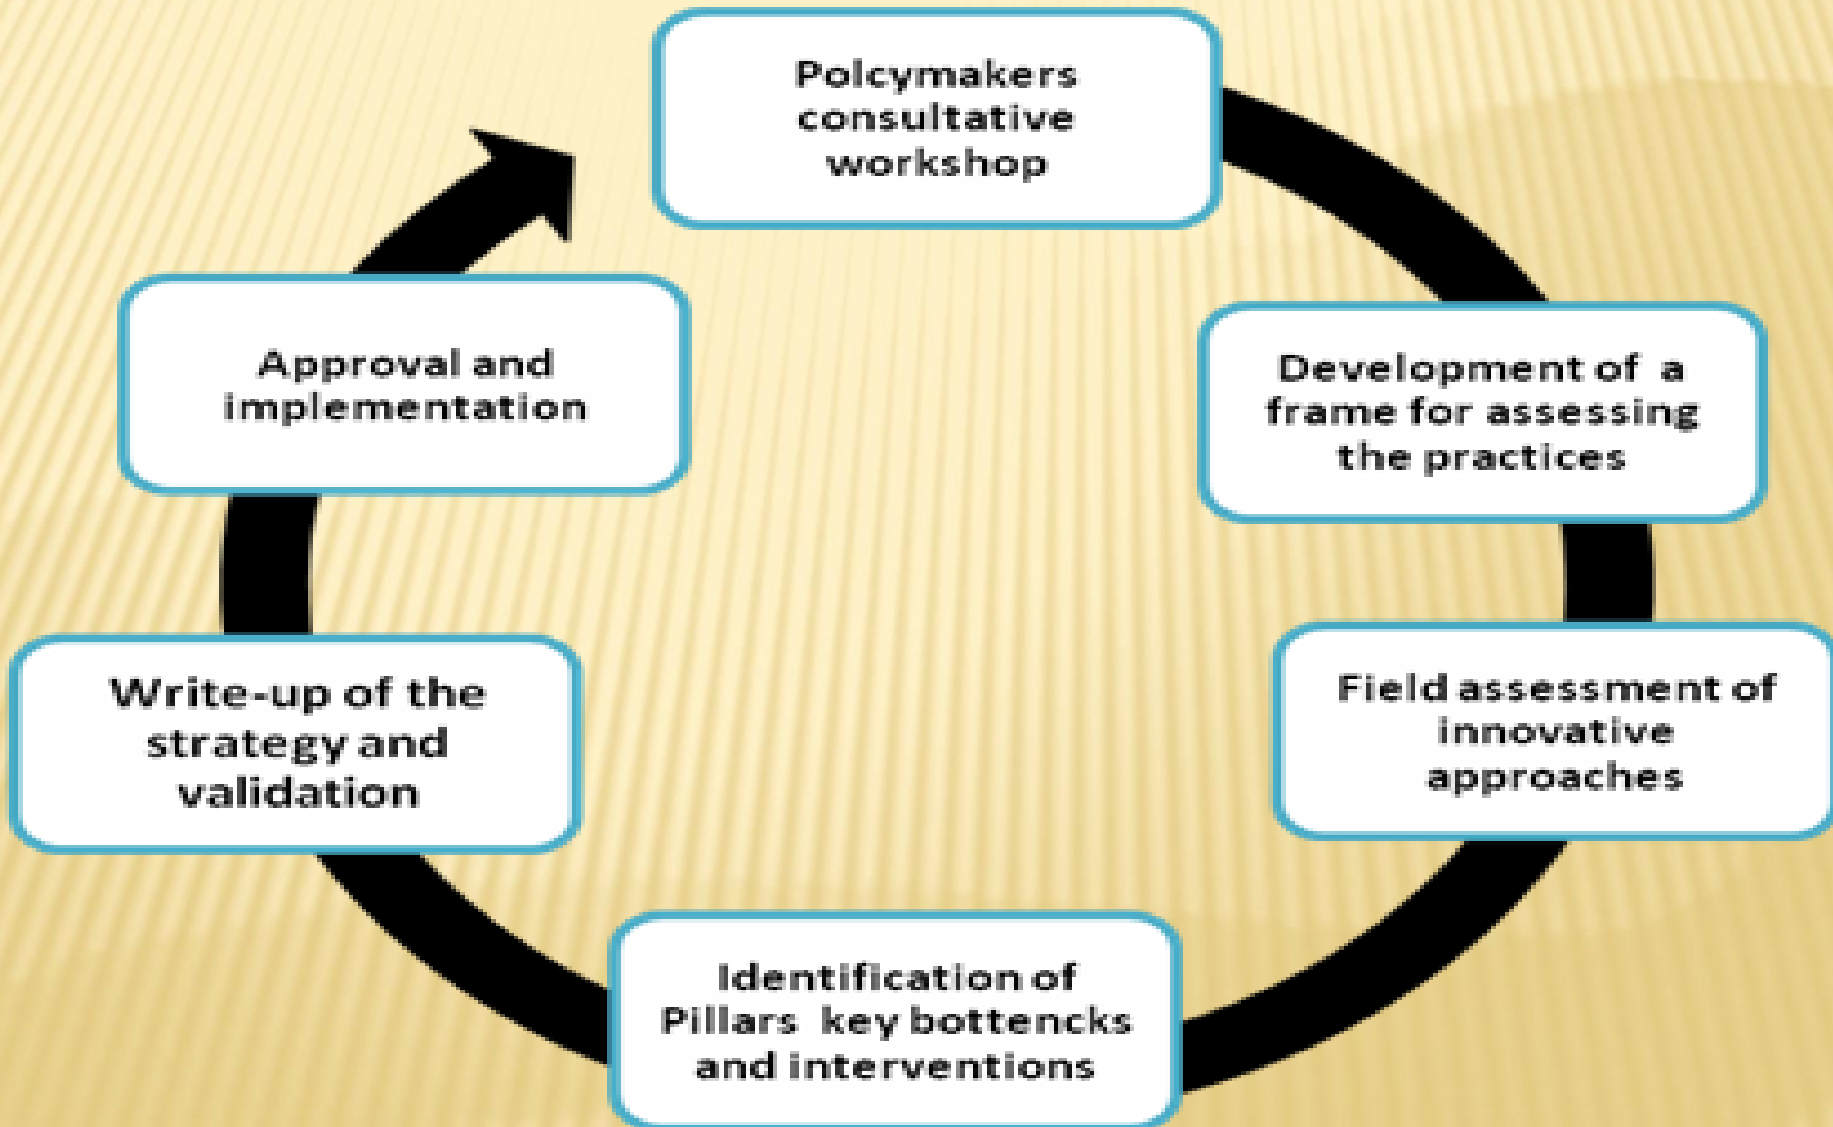 Polcymakers
consultative
workshop
Development of a
frame for assessing
the practices
Field assessment of
innovative
approaches
Identification of
Pillars key bottencks
and interventions
Write-up of the
strategy and
validation
Approval and
implementation